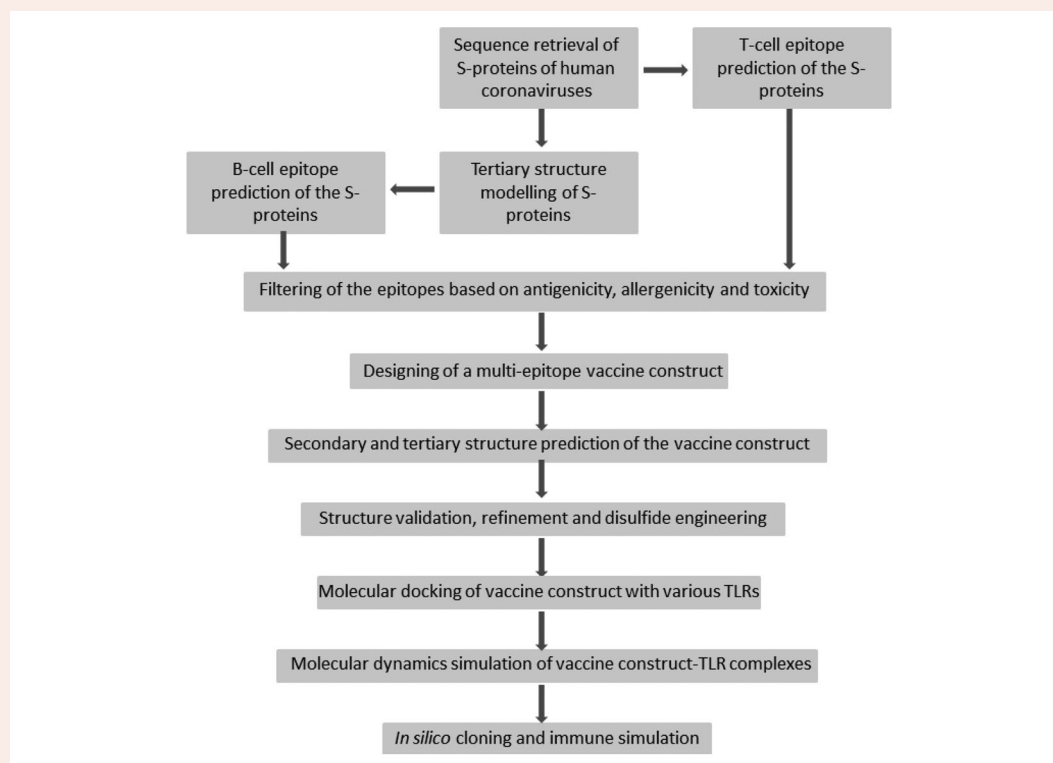 Sequence retrieval of
S-proteins of human
coronaviruses
T-cell epitope
prediction of the S-
proteins
B-cell epitope
prediction of the S-
proteins
Tertiary structure
modelling of S-
proteins
Filtering of the epitopes based on antigenicity, allergenicity and toxicity
Designing of a multi-epitope vaccine construct
Secondary and tertiary structure prediction of the vaccine construct
Structure validation, refinement and disulfide engineering
Molecular docking of vaccine construct with various TLRs
Molecular dynamics simulation of vaccine construct-TLR complexes
In silico cloning and immune simulation